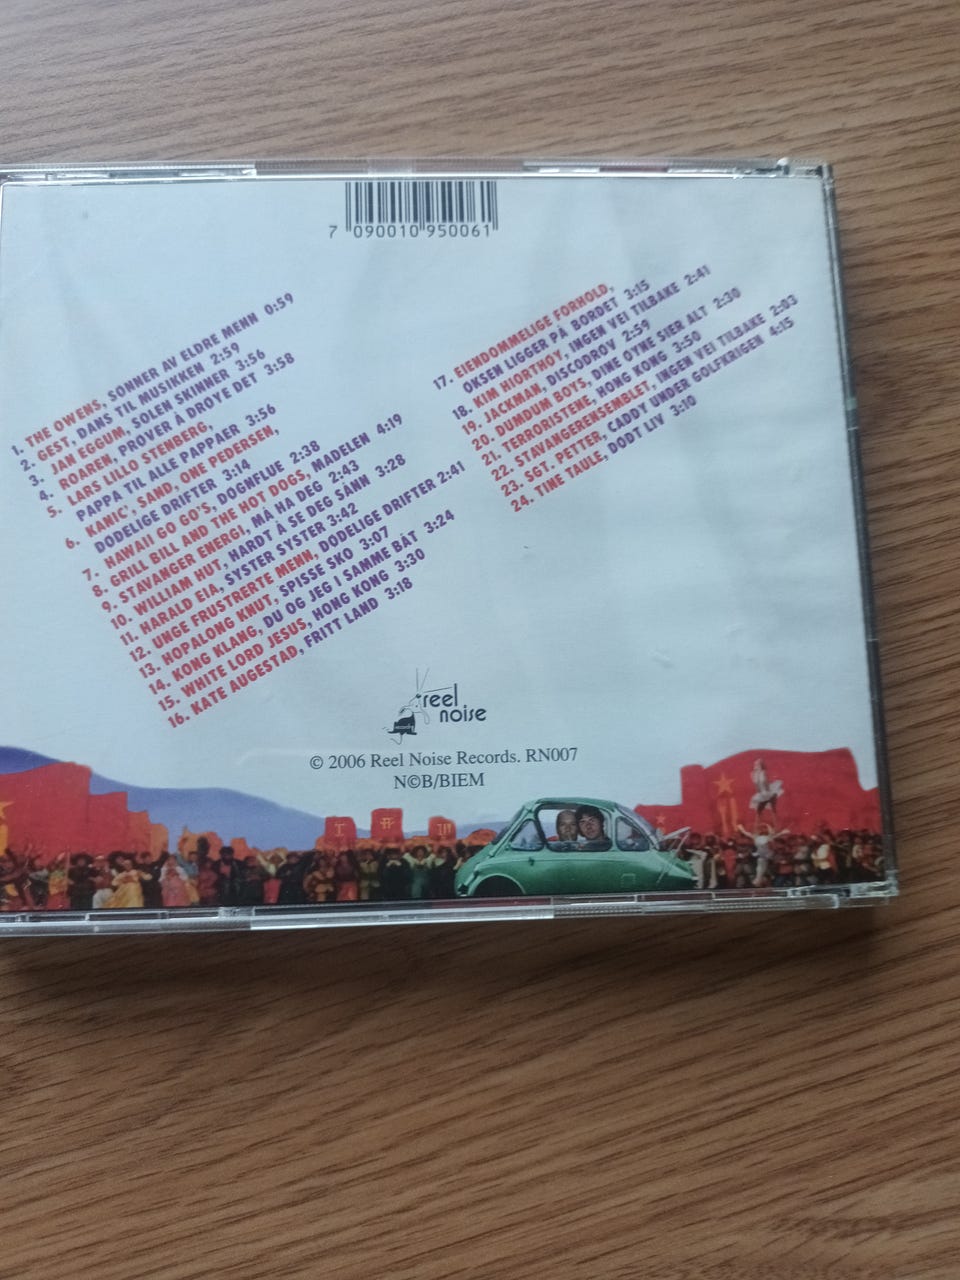 7 090010 950061
1. THE OWENS, SØNNER AV ELDRE MENN 0:59
2. GEST, DANS TIL MUSIKKEN 2:59
3. JAN EGGUM, SOLEM SKINNER 3:56
4. ROAREN, PRØVER Å DRØYE DET 3:58
5. LARS LILLO STENBERG,
PAPPA TIL ALLE PAPPAER 3:56
6. KANIC', SAND, ONE PEDERSEN,
DØDELIGE DRIFTER 3:14
7. HAWAII GO GO'S, DOGMFLUE 2:38
8. GRILL BILL AND THE HOT DOGS, MADELEN 4:19
9. STAVANGER ENERGI, MÅ HA DEG 2:43
10. WILLIAM HUT, HARDT Å SE DEG SÅNN 3:28
11. HARALD EIA, SYSTER SYSTER 3:42
12. UNGE FRUSTRERTE MENN, DØDELIGE DRIFTER 2:41
13. HOPALONG KNUT, SPISSE SKO 3:07
14. KONG KLANG, DU OG JEG I SAMME BÅT 3:24
15. WHITE LORD JESUS, HONG KONG 3:30
16. KATE AUGESTAD, FRITT LAND 3:18
17. EIENDOMMELIGE FORHOLD,
OKSEN LIGGER PÅ BORDET 3:15
18. KIM HIORTHØY, INGEN VEI TILBAKE 2:41
19. JACKMAN, DISCODROV 2:59
20. DUMDUM BOYS, DINE ØYNE SIER ALT 2:30
21. TERRORISTENE, HONG KONG 3:50
22. STAVANGERENSEMBLET, INGEN VEI TILBAKE 2:03
23. SGT. PETTER, CADDY UNDER GOLFKRIGEN 4:15
24. TINE TAULE, DØDT LIV 3:10
reel
noise
© 2006 Reel Noise Records. RN007
N©B/BIEM